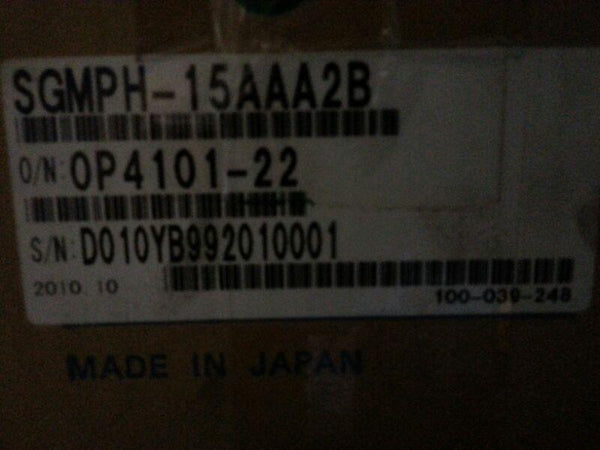 SGMPH-15AAA2B
O/N: OP4101-22
S/N: D010YB992010001
2010.10
100-039-248
MADE IN JAPAN